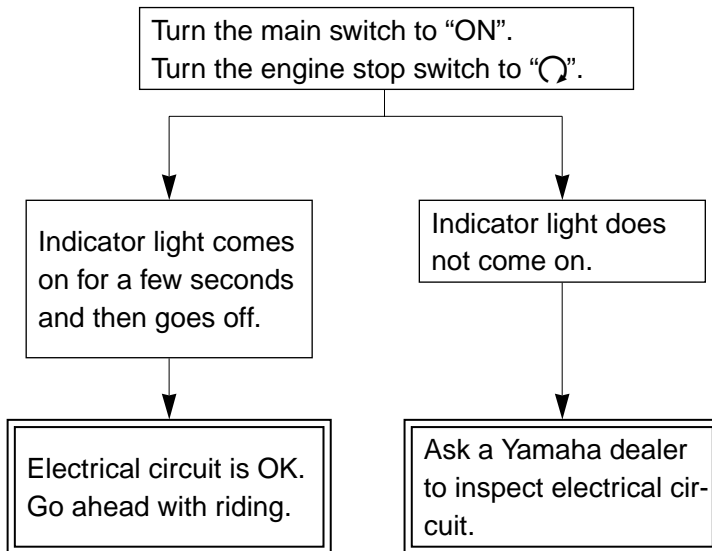 Turn the main switch to “ON”.
Turn the engine stop switch to “↻”.
Indicator light comes
on for a few seconds
and then goes off.
Indicator light does
not come on.
Electrical circuit is OK.
Go ahead with riding.
Ask a Yamaha dealer
to inspect electrical cir-
cuit.